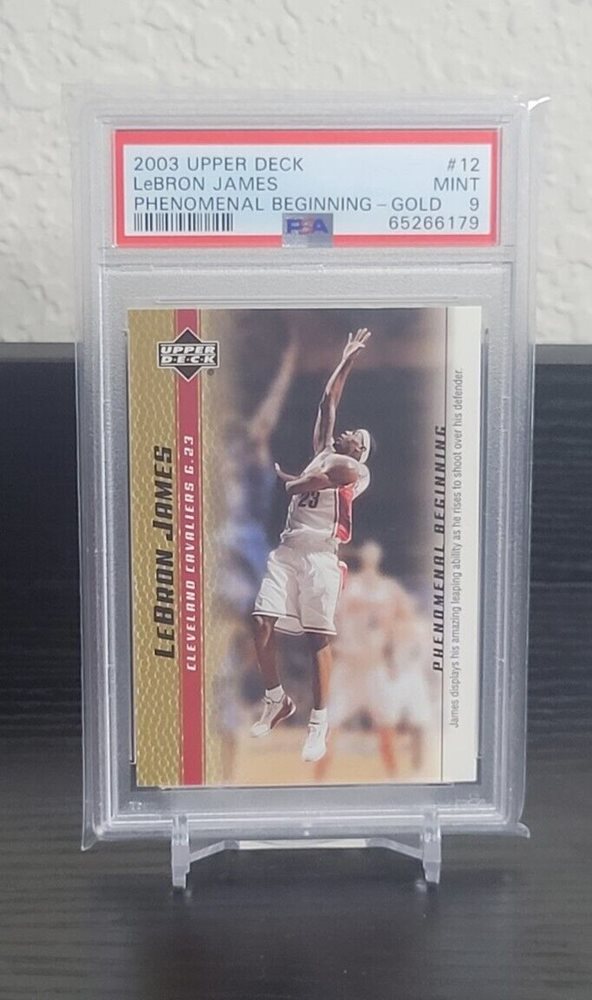 2003 UPPER DECK #12
LeBRON JAMES MINT
PHENOMENAL BEGINNING - GOLD 9
PSA 65266179
UPPER
DECK
LEBRON JAMES
CLEVELAND CAVALIERS G.23
23
PHENOMENAL BEGINNING
James displays his amazing leaping ability as he rises to shoot over his defender.